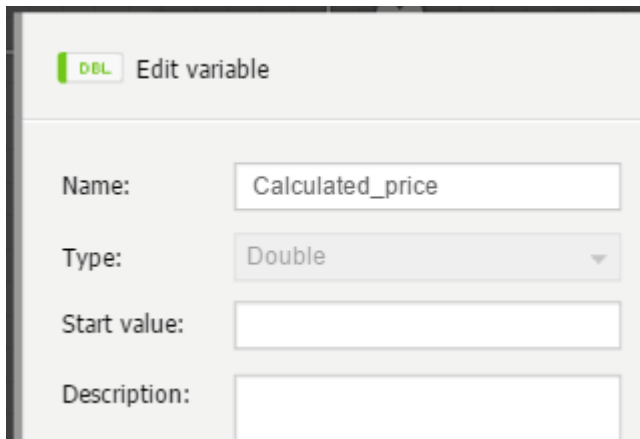 DBL Edit variable
Name: Calculated_price
Type: Double
Start value:
Description: